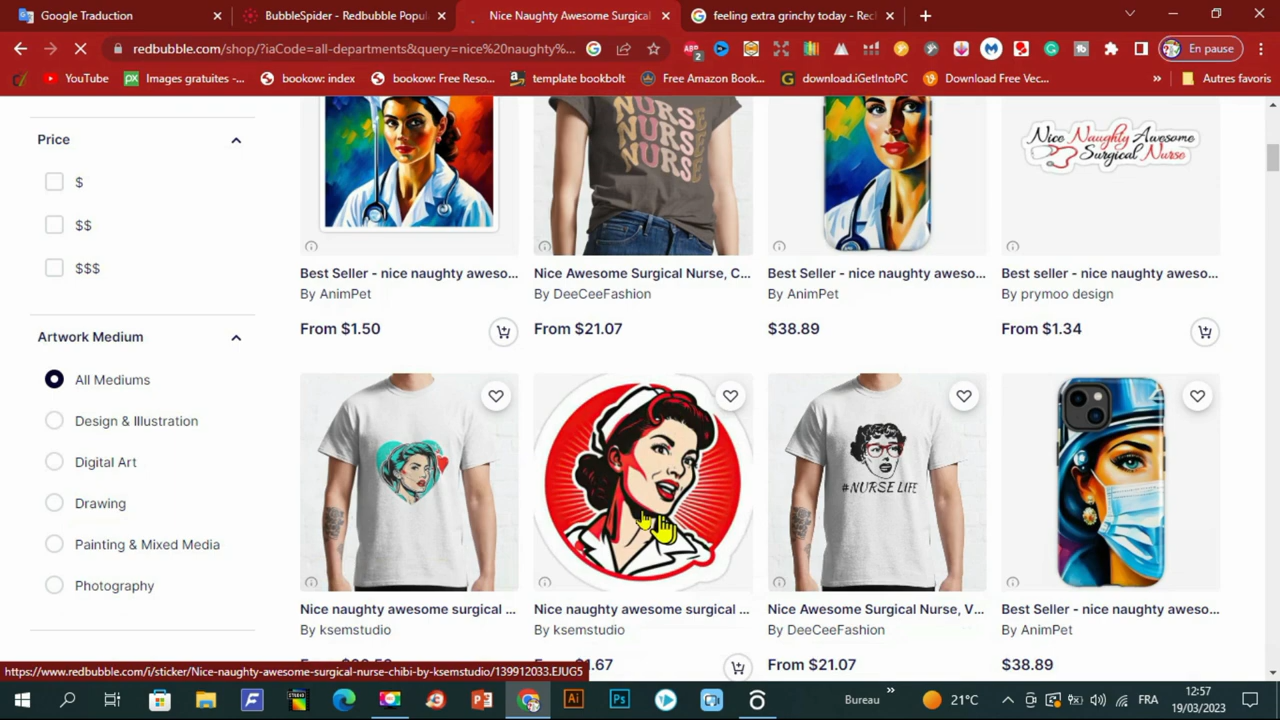 Google Traduction
BubbleSpider - Redbubble Popul
Nice Naughty Awesome Surgical
feeling extra grinchy today - Rec
redbubble.com/shop/?iaCode=all-departments&query=nice%20naughty%...
2
En pause
YouTube
px Images gratuites -...
bookow: index
bookow: Free Reso...
template bookbolt
Free Amazon Book...
download.iGetIntoPC
Download Free Vec...
»
Autres favoris
Price
$
$$
$$$
Artwork Medium
All Mediums
Design & Illustration
Digital Art
Drawing
Painting & Mixed Media
Photography
NURS
NURS
NURS
Nice Naughty Awesome
Surgical Nurse
Best Seller - nice naughty aweso...
By AnimPet
From $1.50
Nice Awesome Surgical Nurse, C...
By DeeCeeFashion
From $21.07
Best Seller - nice naughty aweso...
By AnimPet
$38.89
Best seller - nice naughty aweso...
By prymoo design
From $1.34
#NURSE LIFE
Nice naughty awesome surgical ...
By ksemstudio
Nice naughty awesome surgical ...
By ksemstudio
1.67
Nice Awesome Surgical Nurse, V...
By DeeCeeFashion
From $21.07
Best Seller - nice naughty aweso...
By AnimPet
$38.89
https://www.redbubble.com/i/sticker/Nice-naughty-awesome-surgical-nurse-chibi-by-ksemstudio/139912033.EJUG5
Ai
Ps
Bureau
»
21°C
FRA
12:57
19/03/2023